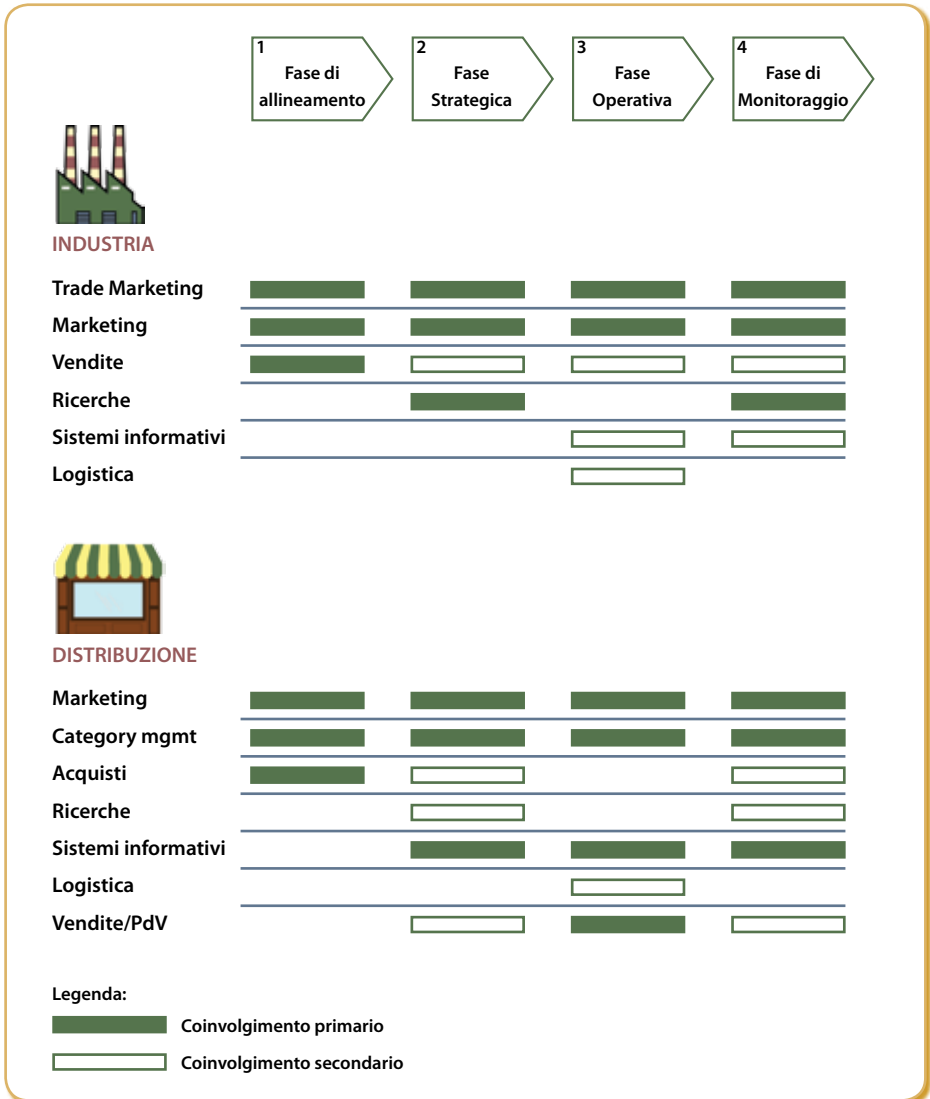 1
Fase di
allineamento
2
Fase
Strategica
3
Fase
Operativa
4
Fase di
Monitoraggio
INDUSTRIA
Trade Marketing
Marketing
Vendite
Ricerche
Sistemi informativi
Logistica
DISTRIBUZIONE
Marketing
Category mgmt
Acquisti
Ricerche
Sistemi informativi
Logistica
Vendite/PdV
Legenda:
Coinvolgimento primario
Coinvolgimento secondario